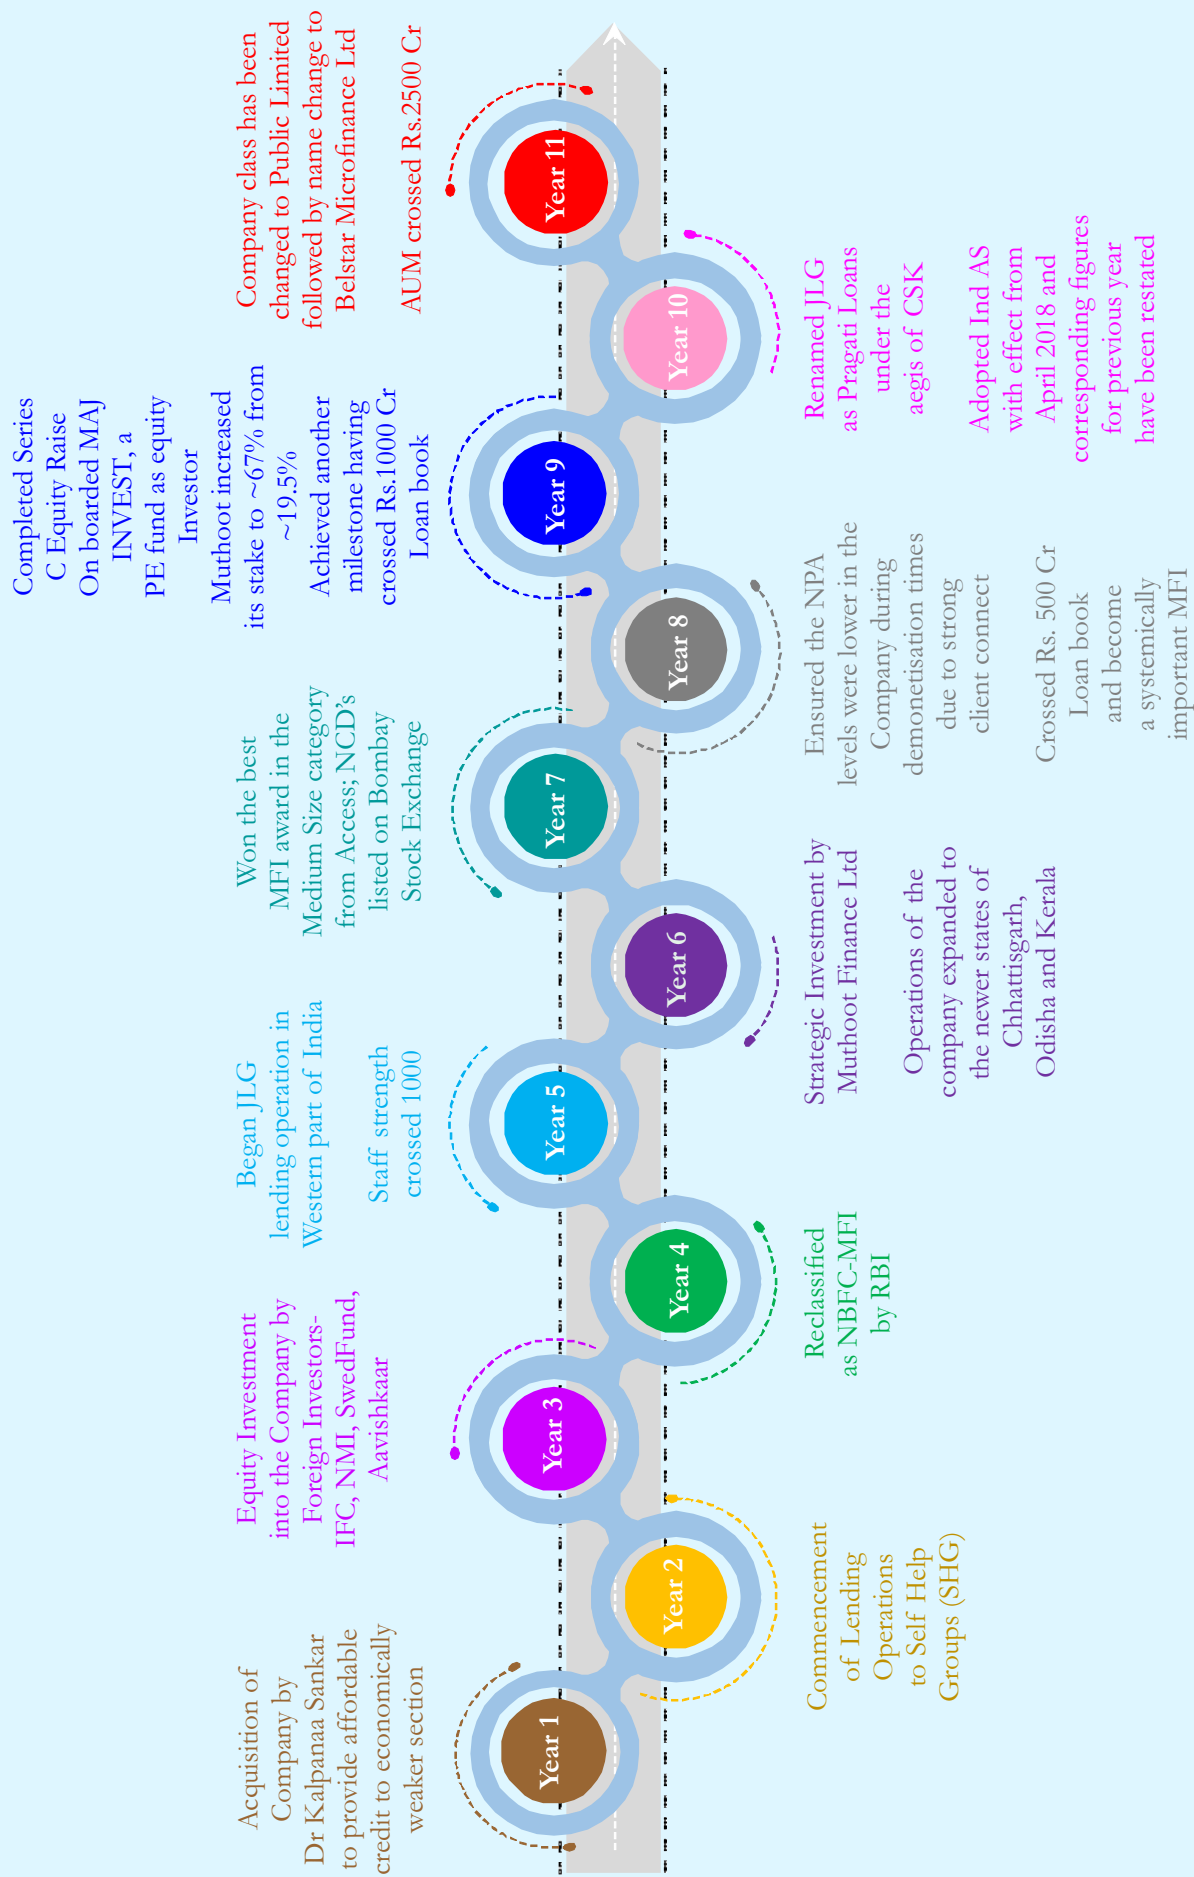 Year 1
Acquisition of
Company by
Dr Kalpanaa Sankar
to provide affordable
credit to economically
weaker section
Year 2
Commencement
of Lending
Operations
to Self Help
Groups (SHG)
Year 3
Equity Investment
into the Company by
Foreign Investors-
IFC, NMI, SwedFund,
Aavishkaar
Year 4
Reclassified
as NBFC-MFI
by RBI
Year 5
Began JLG
lending operation in
Western part of India
Staff strength
crossed 1000
Year 6
Strategic Investment by
Muthoot Finance Ltd
Operations of the
company expanded to
the newer states of
Chhattisgarh,
Odisha and Kerala
Year 7
Won the best
MFI award in the
Medium Size category
from Access; NCD's
listed on Bombay
Stock Exchange
Year 8
Ensured the NPA
levels were lower in the
Company during
demonetisation times
due to strong
client connect
Crossed Rs. 500 Cr
Loan book
and become
a systemically
important MFI
Year 9
Completed Series
C Equity Raise
On boarded MAJ
INVEST, a
PE fund as equity
Investor
Muthoot increased
its stake to ~67% from
~19.5%
Achieved another
milestone having
crossed Rs.1000 Cr
Loan book
Year 10
Renamed JLG
as Pragati Loans
under the
aegis of CSK
Adopted Ind AS
with effect from
April 2018 and
corresponding figures
for previous year
have been restated
Year 11
Company class has been
changed to Public Limited
followed by name change to
Belstar Microfinance Ltd
AUM crossed Rs.2500 Cr